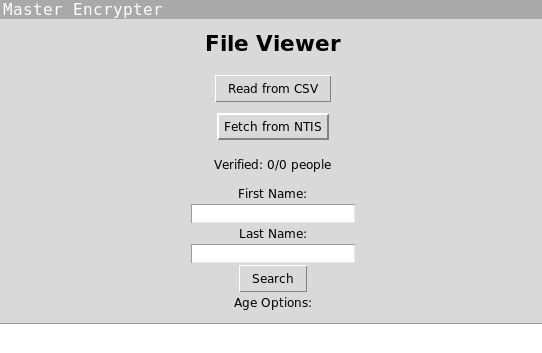 Master Encrypter
File Viewer
Read from CSV
Fetch from NTIS
Verified: 0/0 people
First Name:
Last Name:
Search
Age Options: